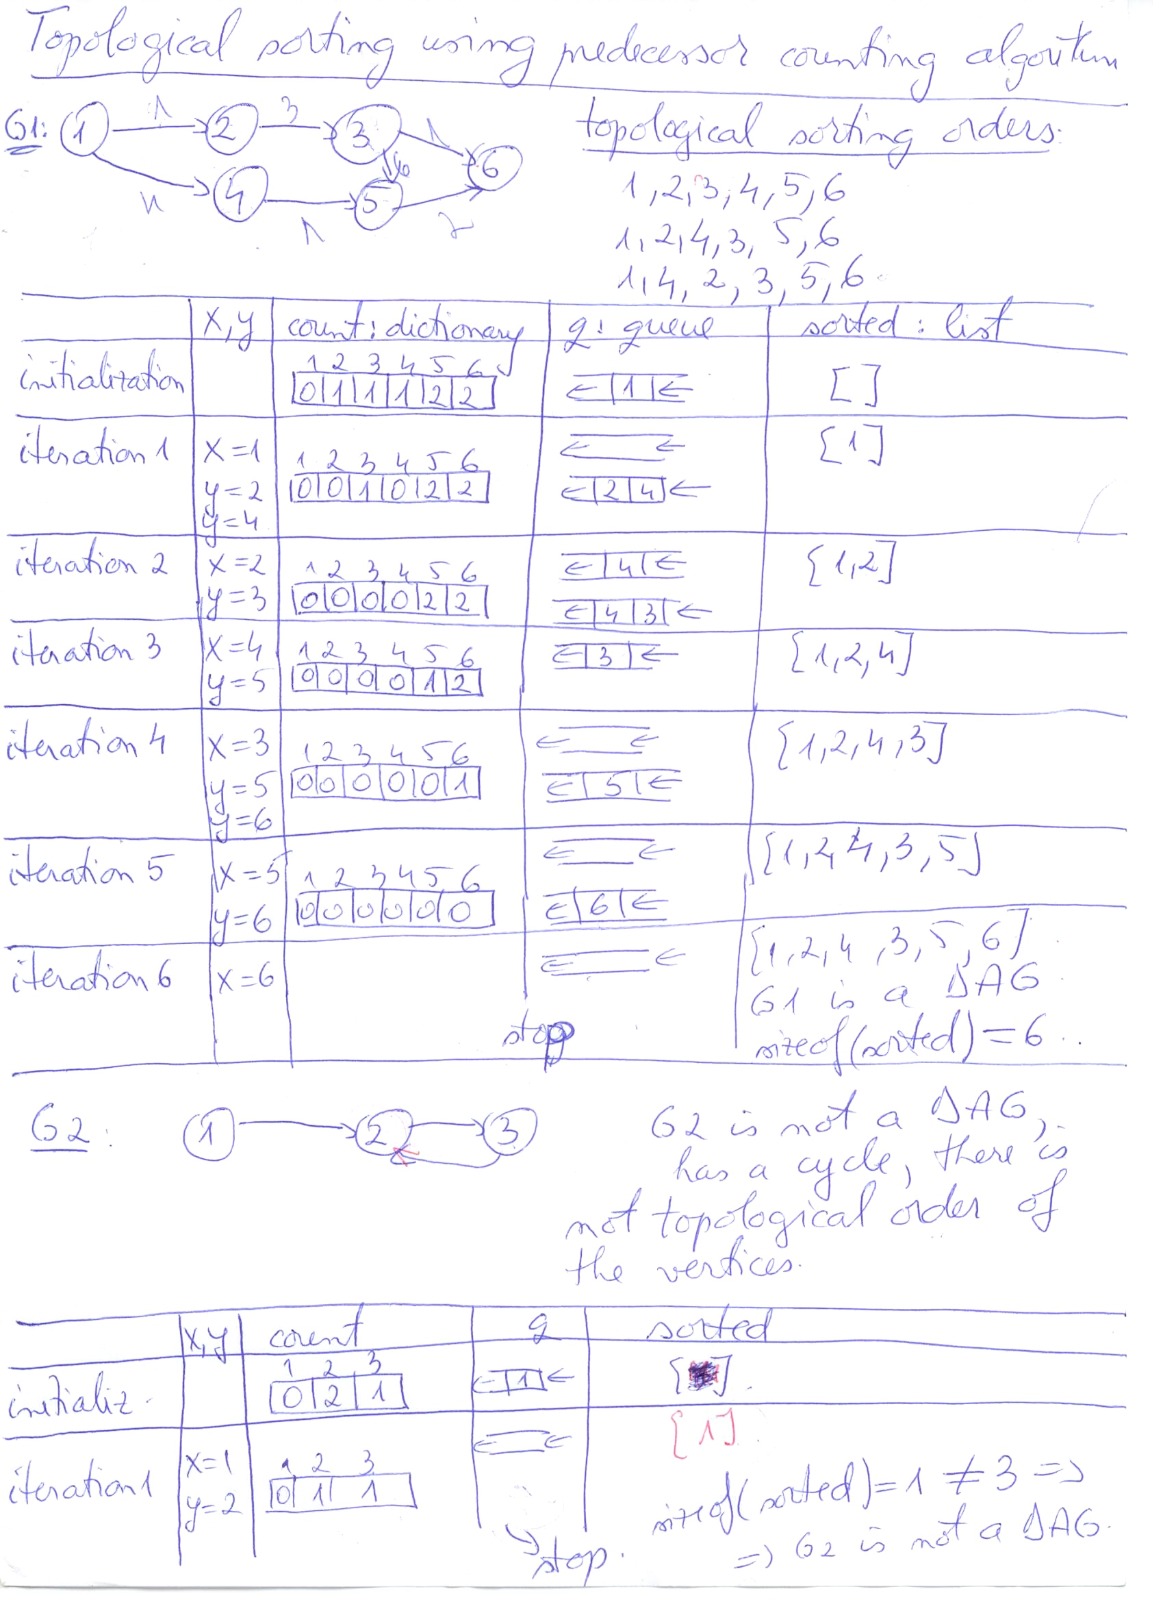 Topological sorting using predecessor counting algoritm
G1: 1 1 2 3 3 1 6
4 4 1 5 6 2
topological sorting orders:
1,2,3,4,5,6
1,2,4,3,5,6
1,4,2,3,5,6.
x,y count: dictionary q: queue sorted: list
initialization 1 2 3 4 5 6
0 1 1 1 2 2 ← 1 ← []
iteration 1 x=1 1 2 3 4 5 6 ← ← [1]
y=2 0 0 1 0 2 2 ← 2 4 ←
y=4
iteration 2 x=2 1 2 3 4 5 6 ← 4 ← [1,2]
y=3 0 0 0 0 2 2 ← 4 3 ←
iteration 3 x=4 1 2 3 4 5 6 ← 3 ← [1,2,4]
y=5 0 0 0 0 1 2
iteration 4 x=3 1 2 3 4 5 6 ← ← [1,2,4,3]
y=5 0 0 0 0 0 1 ← 5 ←
y=6
iteration 5 x=5 1 2 3 4 5 6 ← ← [1,2,4,3,5]
y=6 0 0 0 0 0 0 ← 6 ←
iteration 6 x=6 ← ← [1,2,4,3,5,6]
G1 is a DAG.
stop sizeof(sorted)=6.
G2: 1 2 3
G2 is not a DAG,
has a cycle, there is
not topological order of
the vertices.
x,y count q sorted
initializ. 1 2 3
0 2 1 ← 1 ← [ ].
iteration 1 x=1 1 2 3 ← ← [1].
y=2 0 1 1
sizeof(sorted)=1 ≠ 3 =>
stop. => G2 is not a DAG.